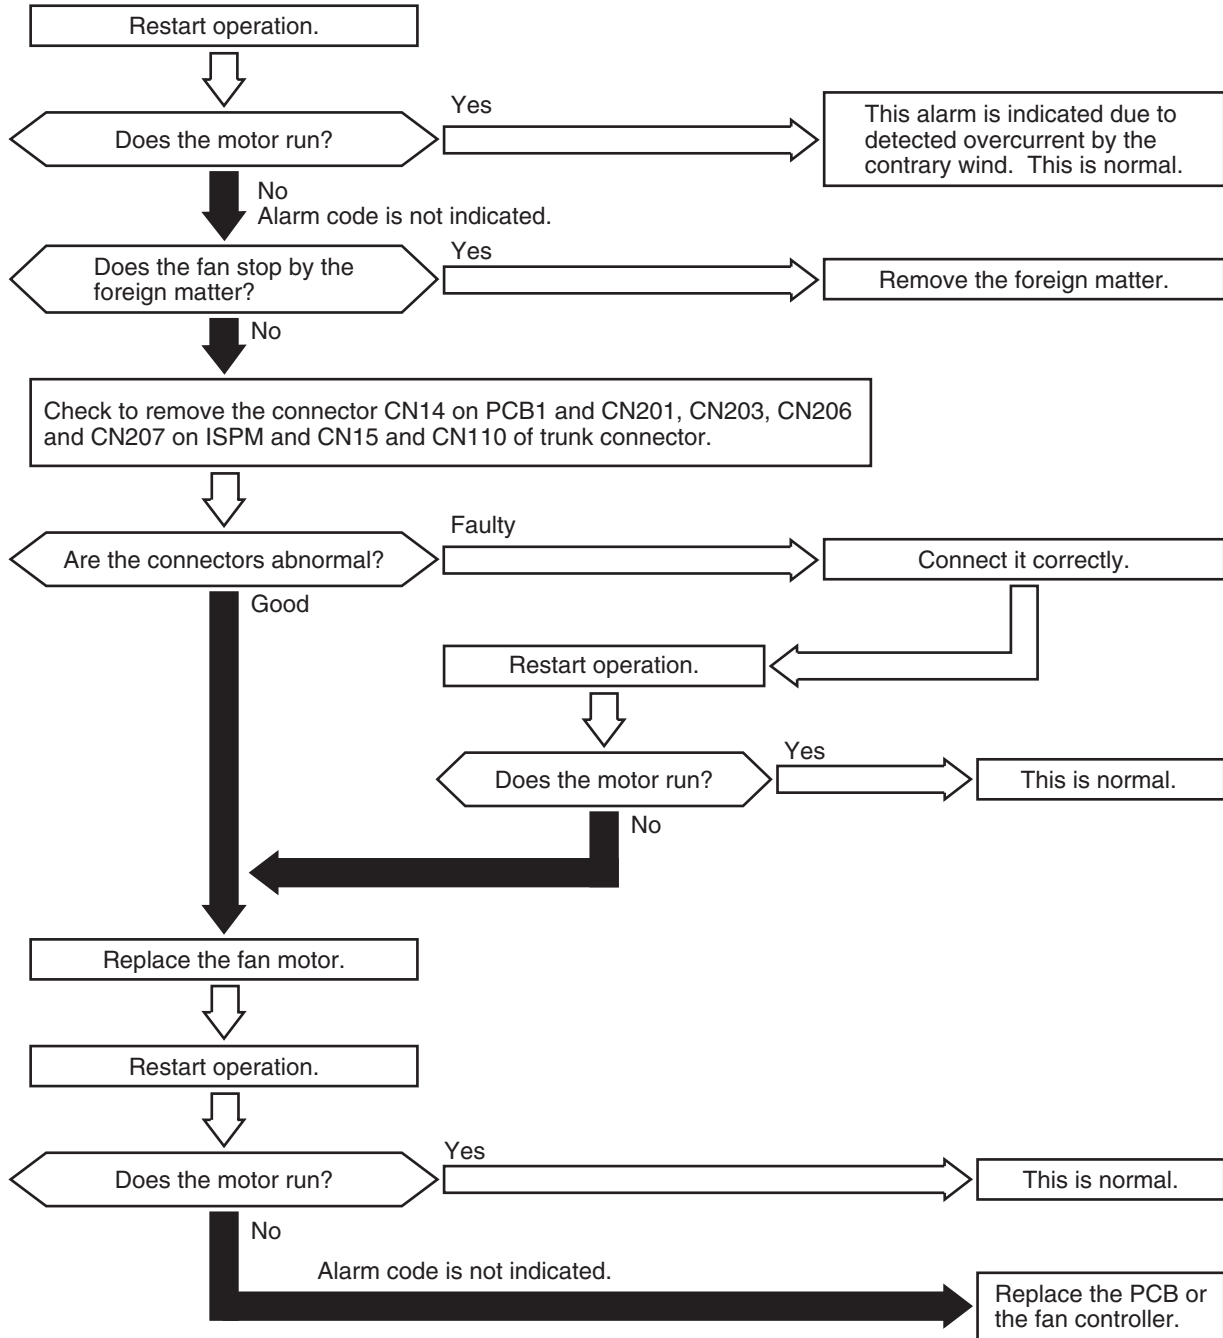 Restart operation.
Does the motor run?
Yes
This alarm is indicated due to
detected overcurrent by the
contrary wind.  This is normal.
No
Alarm code is not indicated.
Does the fan stop by the
foreign matter?
Yes
Remove the foreign matter.
No
Check to remove the connector CN14 on PCB1 and CN201, CN203, CN206
and CN207 on ISPM and CN15 and CN110 of trunk connector.
Are the connectors abnormal?
Faulty
Connect it correctly.
Good
Restart operation.
Does the motor run?
Yes
This is normal.
No
Replace the fan motor.
Restart operation.
Does the motor run?
Yes
This is normal.
No
Alarm code is not indicated.
Replace the PCB or
the fan controller.